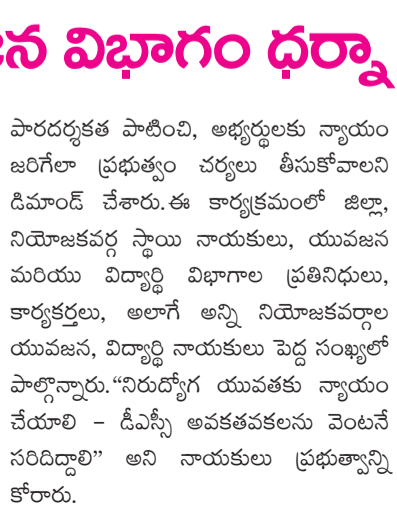 న విభాగం ధర్నా
పారదర్శకత పాటించి, అభ్యర్థులకు న్యాయం
జరిగేలా ప్రభుత్వం చర్యలు తీసుకోవాలని
డిమాండ్ చేశారు.ఈ కార్యక్రమంలో జిల్లా,
నియోజకవర్గ స్థాయి నాయకులు, యువజన
మరియు విద్యార్థి విభాగాల ప్రతినిధులు,
కార్యకర్తలు, అలాగే అన్ని నియోజకవర్గాల
యువజన, విద్యార్థి నాయకులు పెద్ద సంఖ్యలో
పాల్గొన్నారు.“నిరుద్యోగ యువతకు న్యాయం
చేయాలి – డీఎస్సీ అవకతవకలను వెంటనే
సరిదిద్దాలి” అని నాయకులు ప్రభుత్వాన్ని
కోరారు.